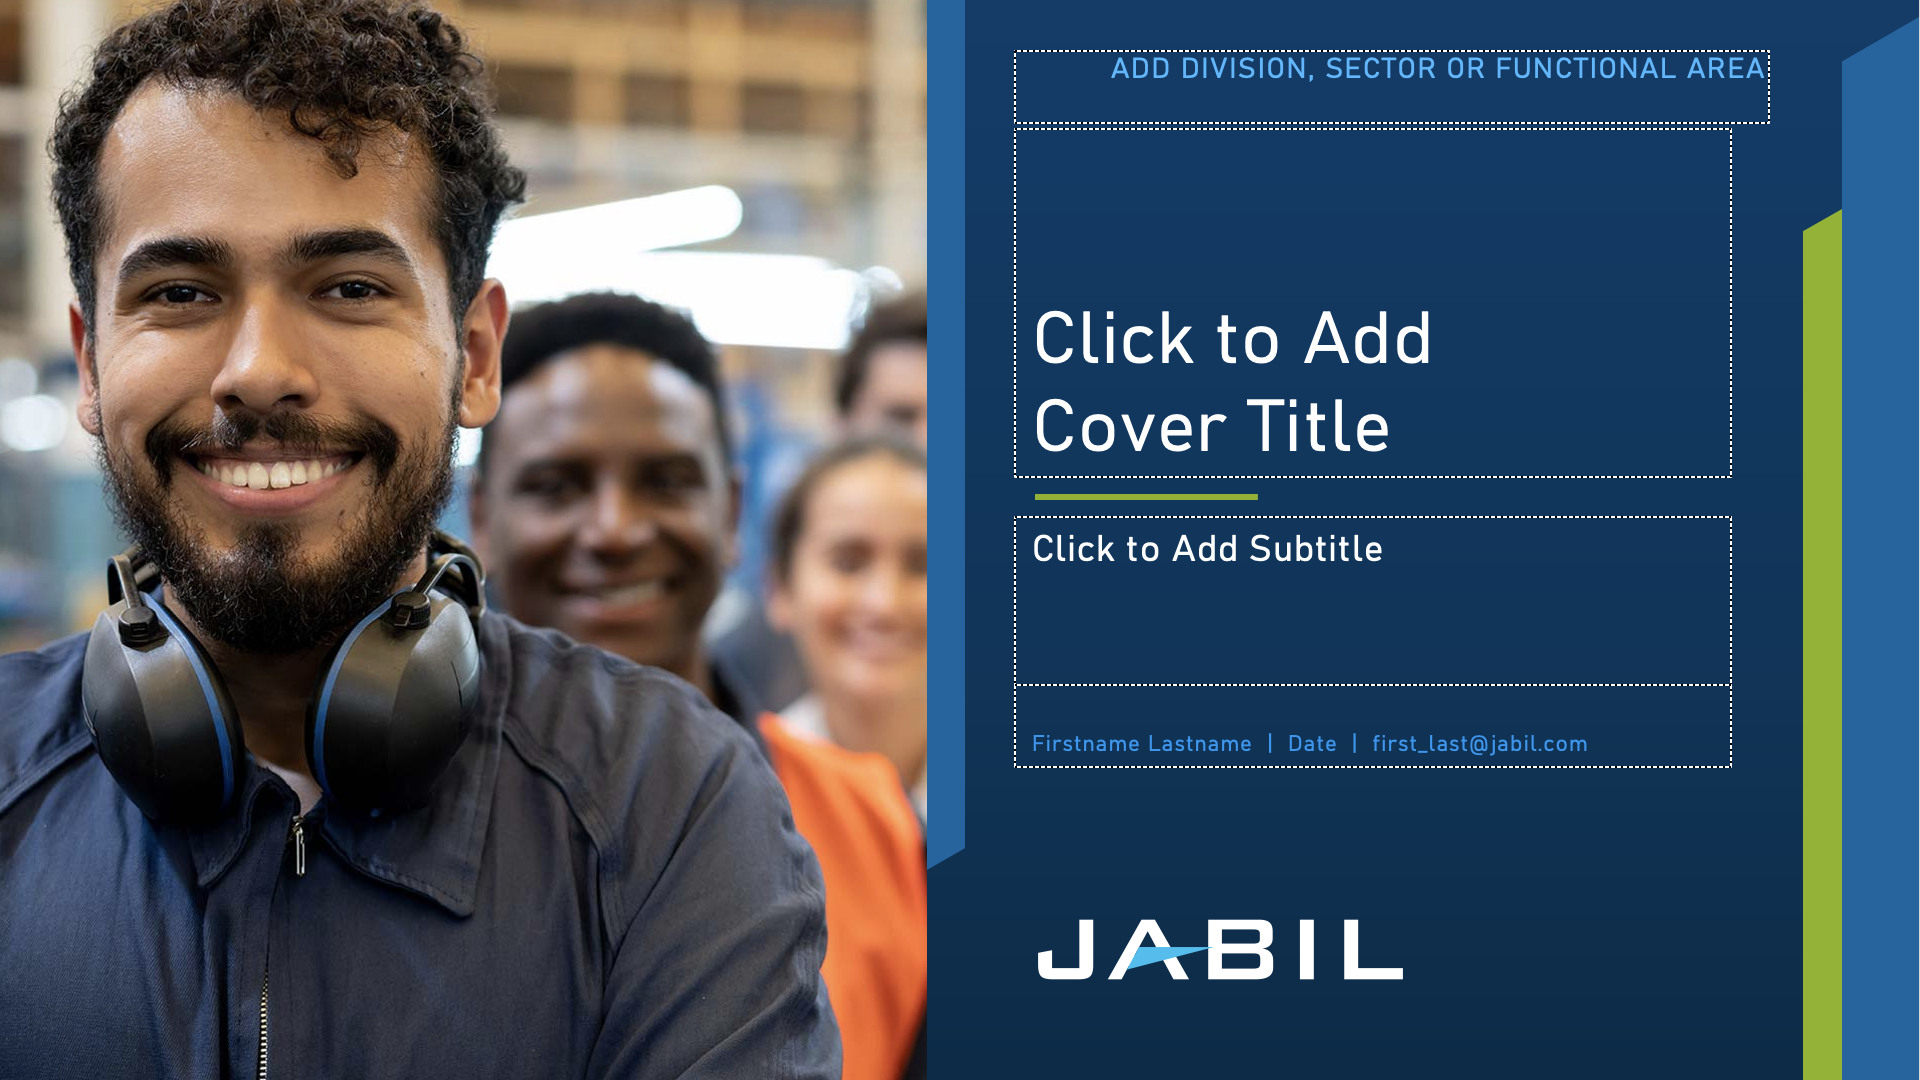 ADD DIVISION, SECTOR OR FUNCTIONAL AREA
Click to Add
Cover Title
Click to Add Subtitle
Firstname Lastname | Date | first_last@jabil.com
JABIL